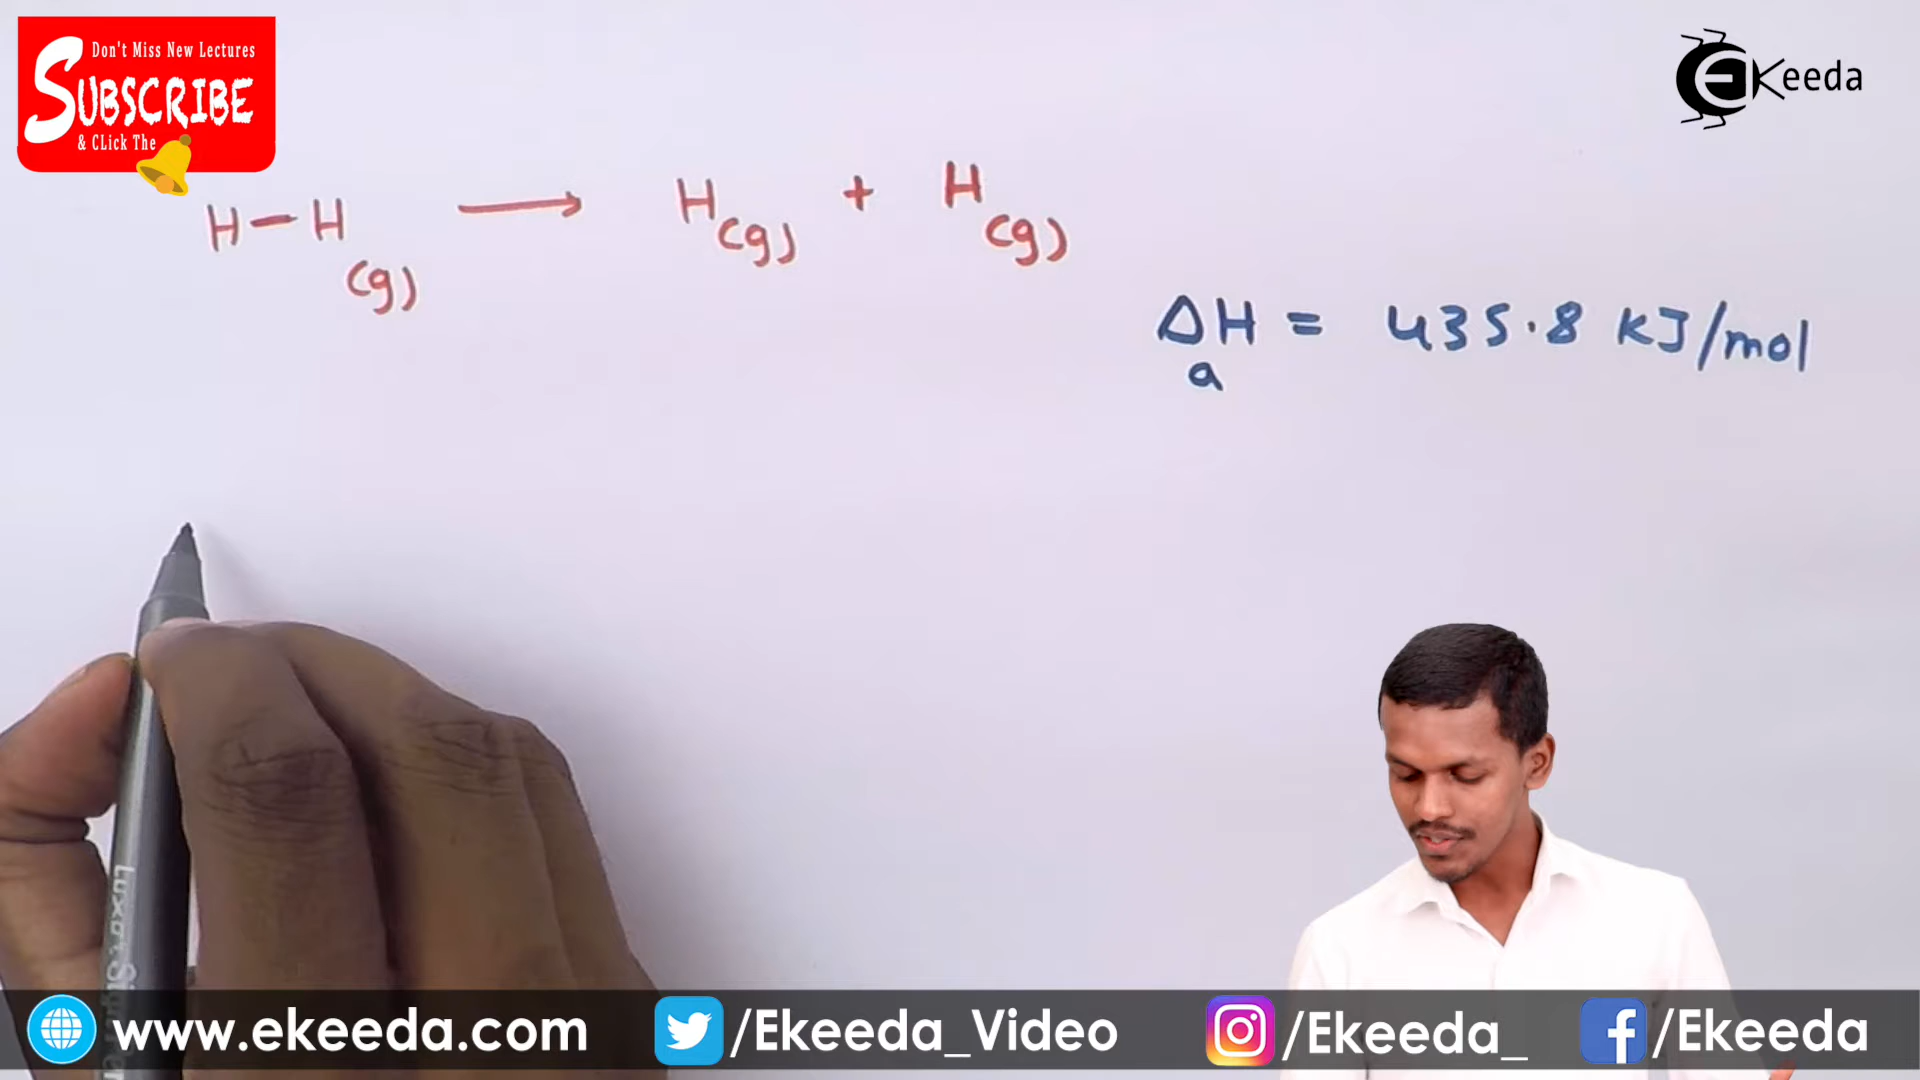 Don't Miss New Lectures
SUBSCRIBE
& CLick The
Keeda
H–H(g) ⟶ H(g) + H(g)
ΔaH = 435.8 KJ/mol
www.ekeeda.com
/Ekeeda_Video
/Ekeeda_
/Ekeeda